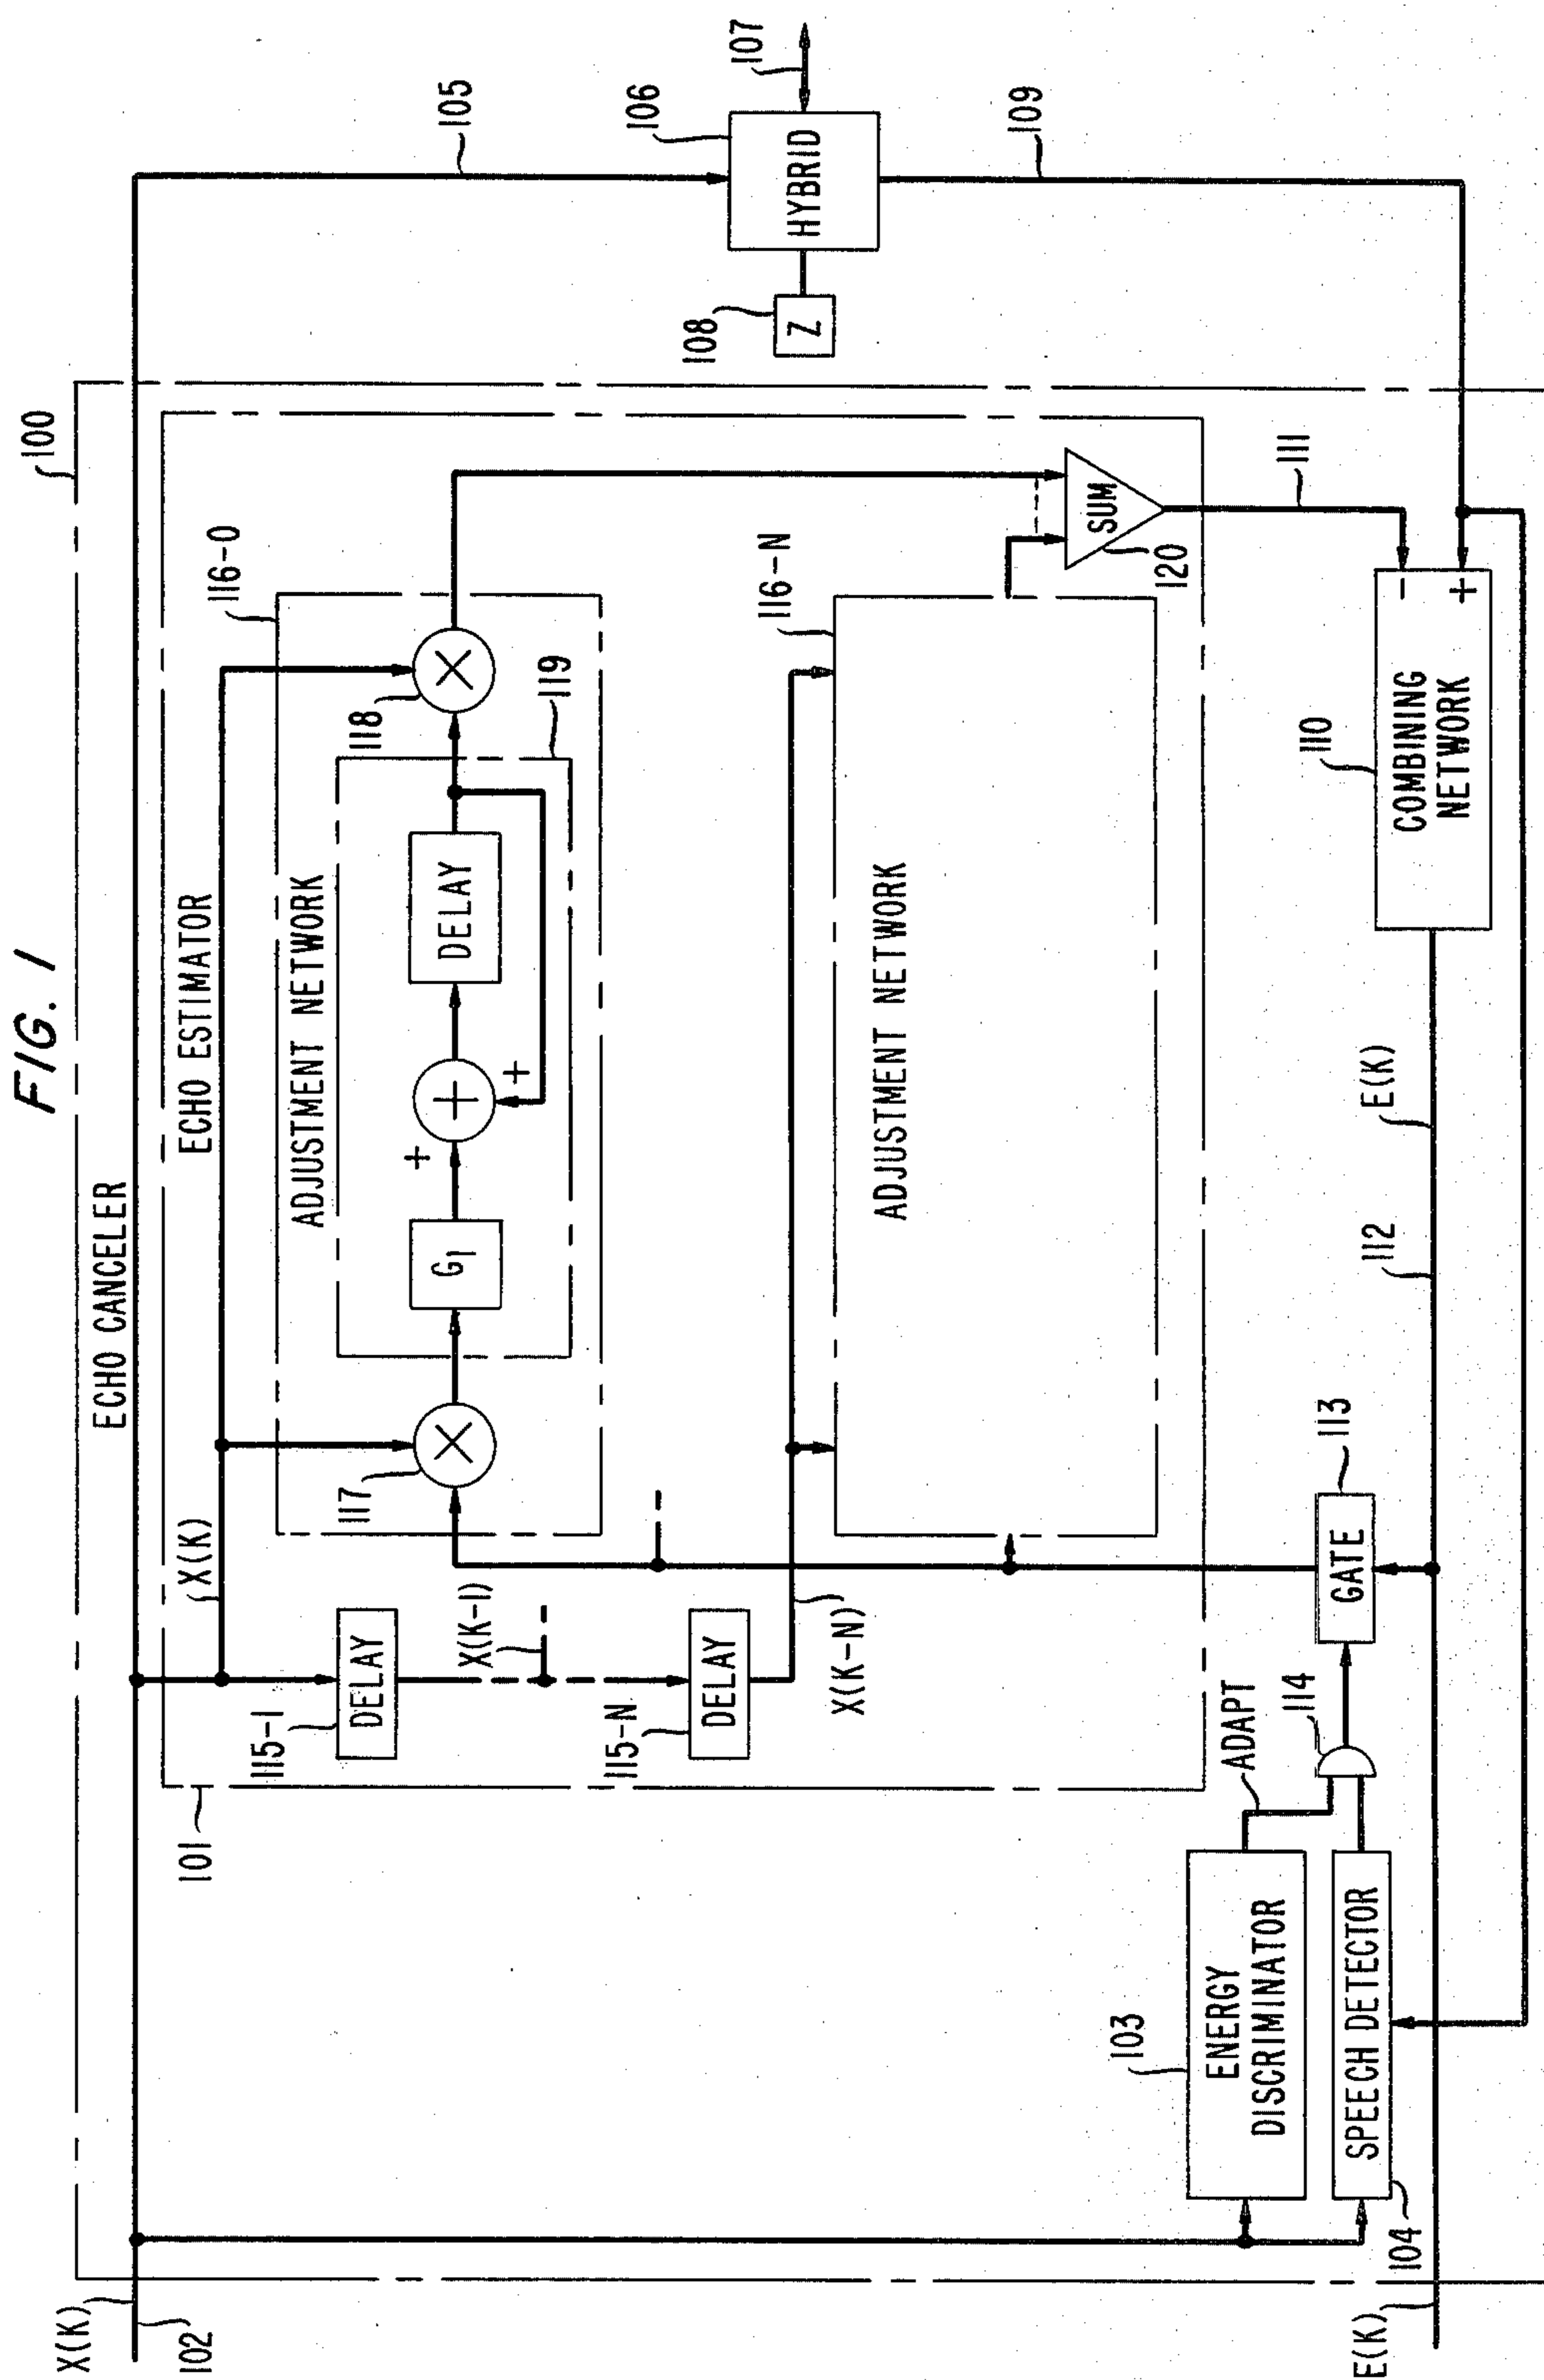 FIG. 1
100
ECHO CANCELER
X(K)
102
105
101
ECHO ESTIMATOR
X(K)
115-1
DELAY
X(K-1)
115-N
DELAY
X(K-N)
116-0
ADJUSTMENT NETWORK
117
G1
+
+
DELAY
118
119
116-N
ADJUSTMENT NETWORK
SUM
120
111
106
HYBRID
107
108
Z
109
103
ENERGY
DISCRIMINATOR
ADAPT
114
104
SPEECH DETECTOR
113
GATE
112
E(K)
110
COMBINING
NETWORK
-
+
E(K)